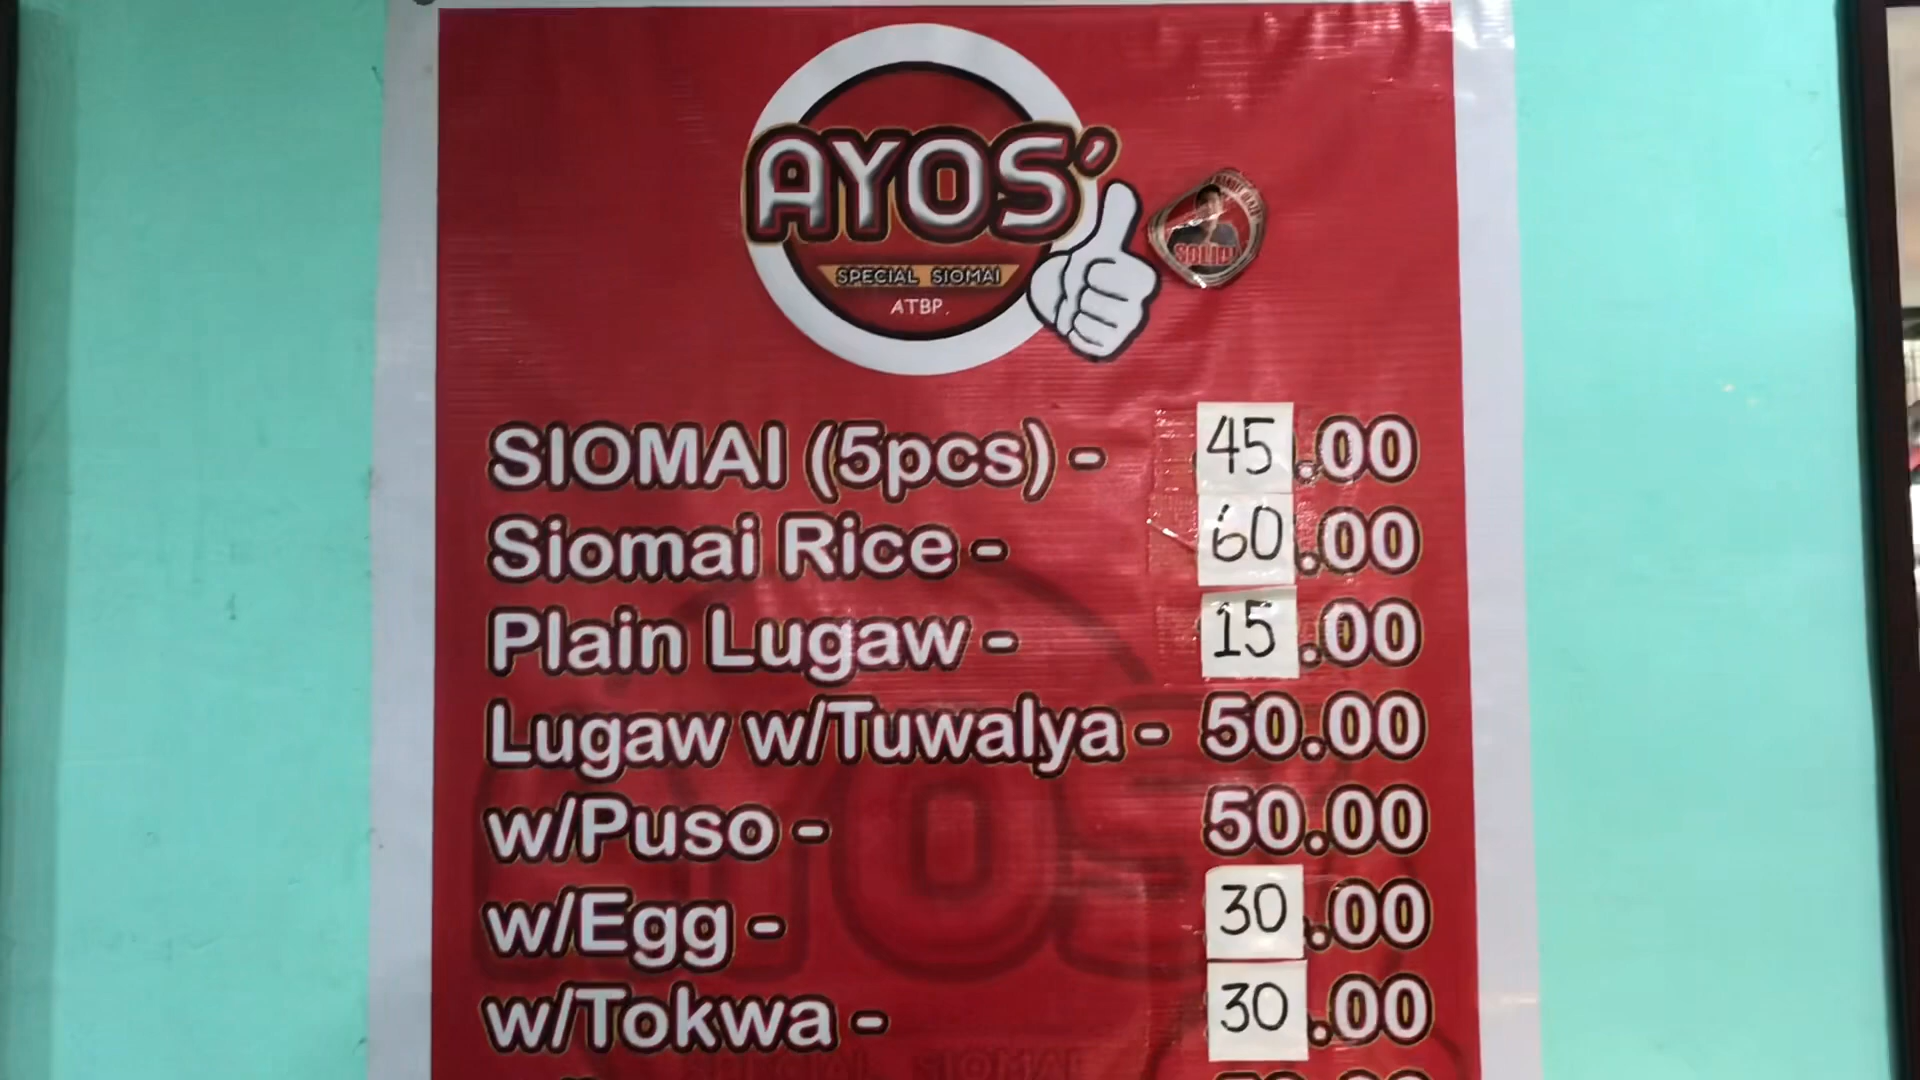 AYOS'
SPECIAL SIOMAI
ATBP.
SOLID!
SIOMAI (5pcs) - 45.00
Siomai Rice - 60.00
Plain Lugaw - 15.00
Lugaw w/Tuwalya - 50.00
w/Puso - 50.00
w/Egg - 30.00
w/Tokwa - 30.00